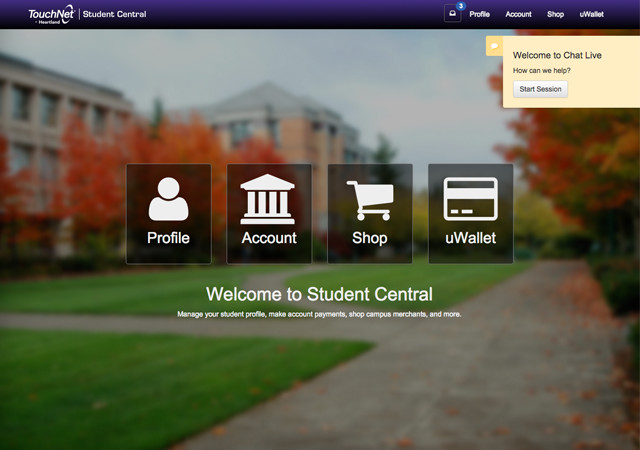 TouchNet® | Student Central
by Heartland
3
Profile
Account
Shop
uWallet
Welcome to Chat Live
How can we help?
Start Session
Profile
Account
Shop
uWallet
Welcome to Student Central
Manage your student profile, make account payments, shop campus merchants, and more.